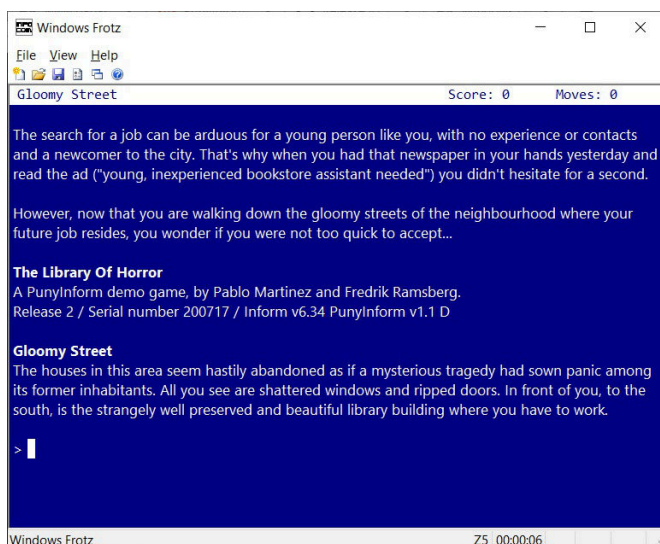 Windows Frotz
File View Help
Gloomy Street Score: 0 Moves: 0
The search for a job can be arduous for a young person like you, with no experience or contacts
and a newcomer to the city. That's why when you had that newspaper in your hands yesterday and
read the ad ("young, inexperienced bookstore assistant needed") you didn't hesitate for a second.
However, now that you are walking down the gloomy streets of the neighbourhood where your
future job resides, you wonder if you were not too quick to accept...
The Library Of Horror
A PunyInform demo game, by Pablo Martinez and Fredrik Ramsberg.
Release 2 / Serial number 200717 / Inform v6.34 PunyInform v1.1 D
Gloomy Street
The houses in this area seem hastily abandoned as if a mysterious tragedy had sown panic among
its former inhabitants. All you see are shattered windows and ripped doors. In front of you, to the
south, is the strangely well preserved and beautiful library building where you have to work.
>
Windows Frotz Z5 00:00:06